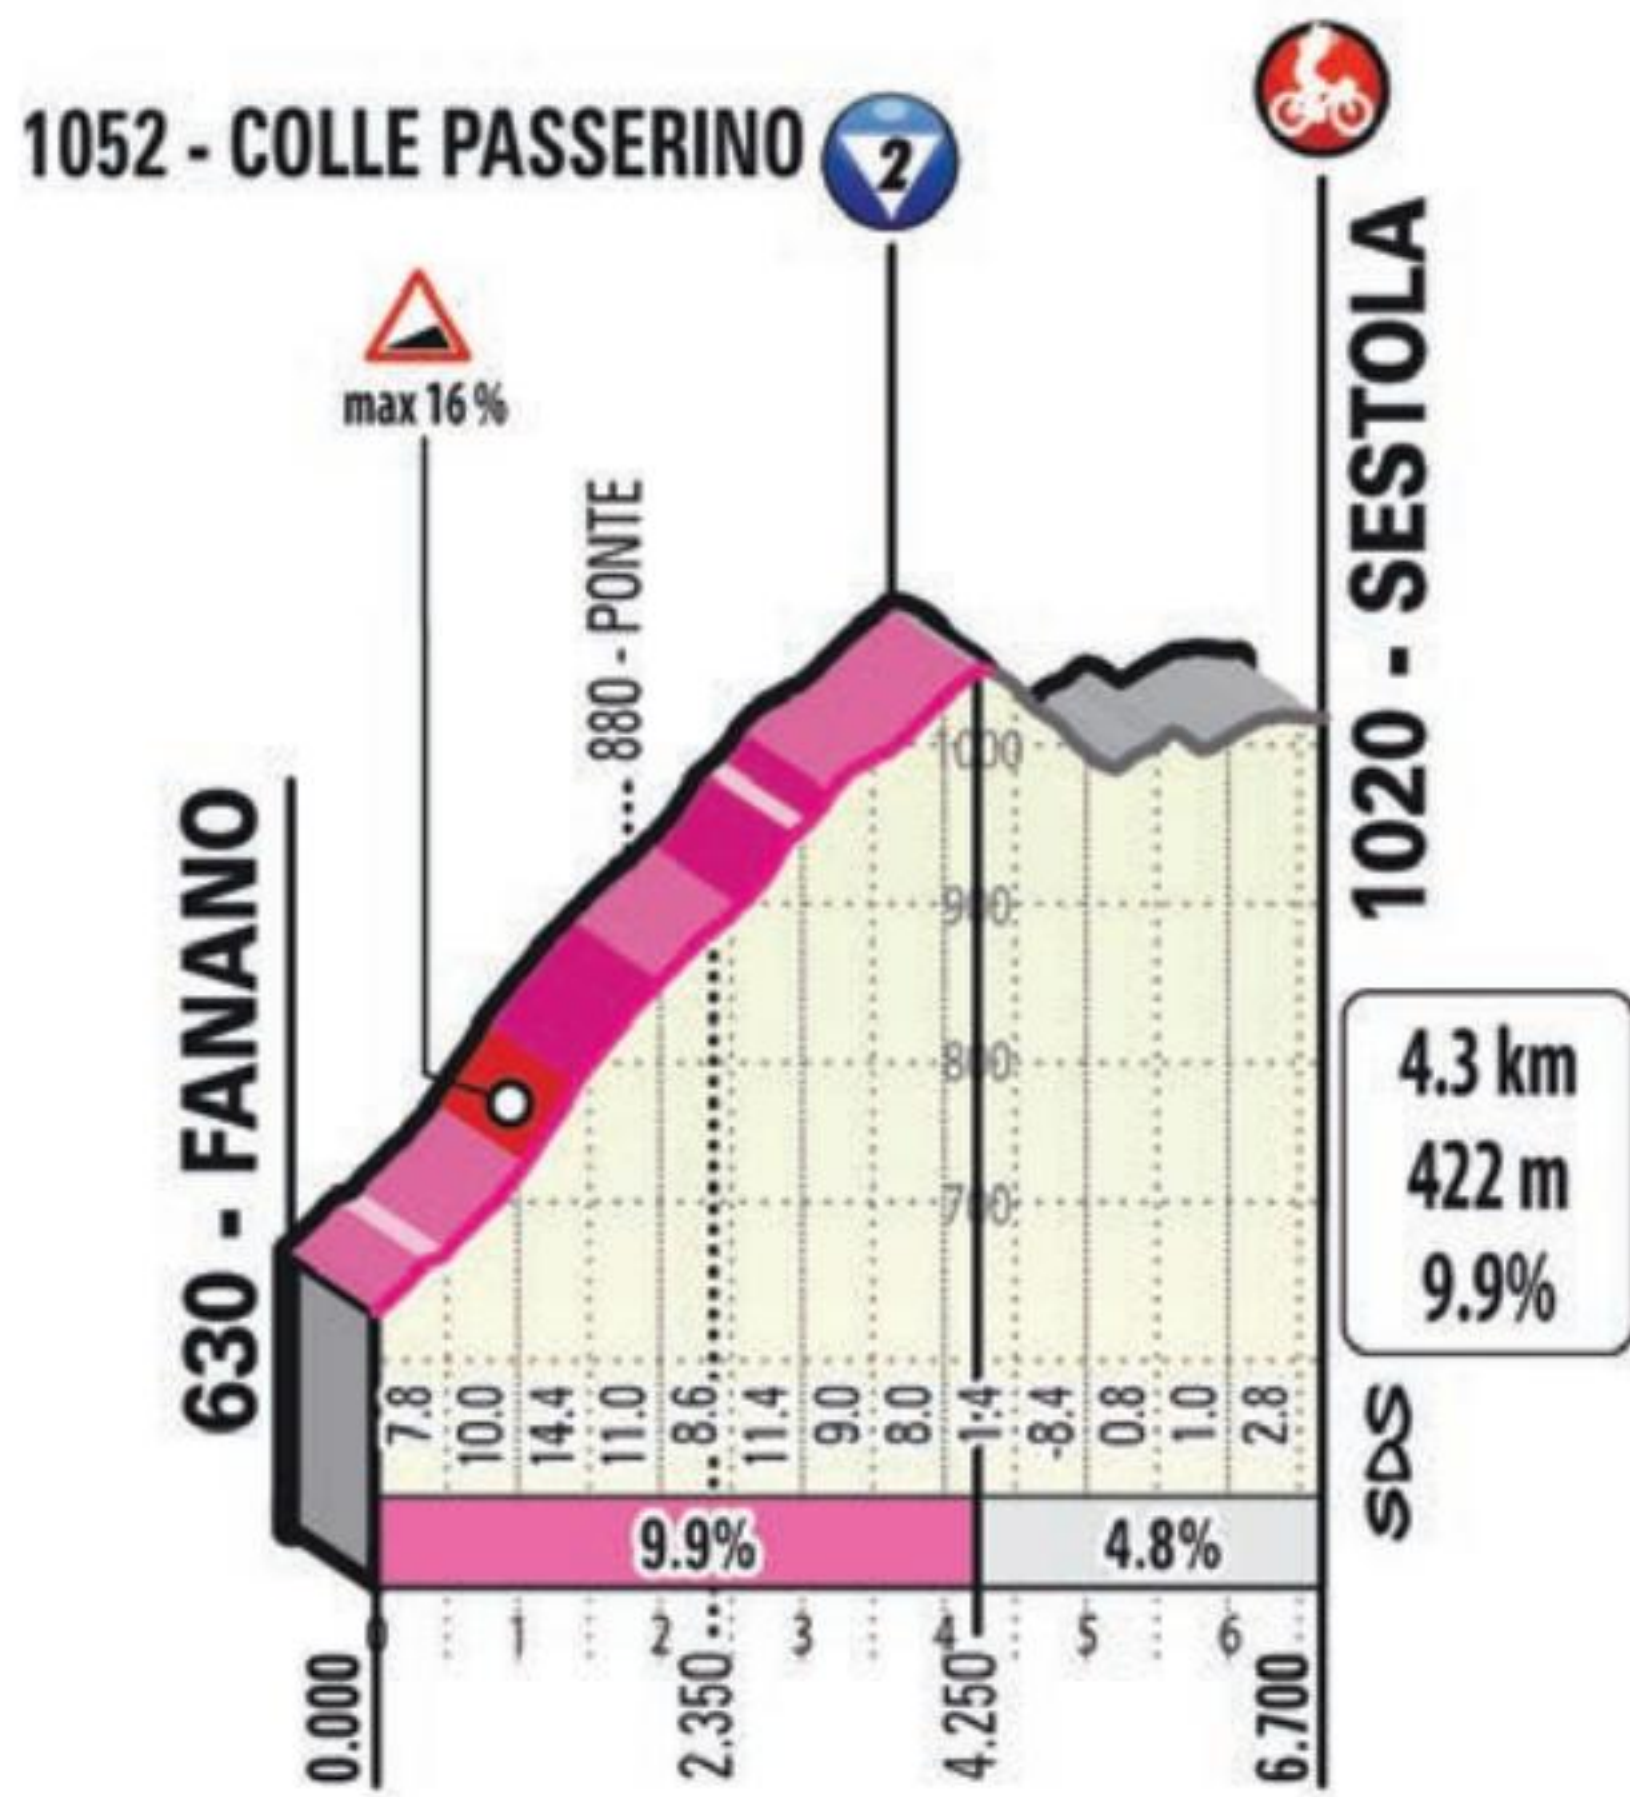 1052 - COLLE PASSERINO
2
max 16%
880 - PONTE
630 - FANANO
1020 - SESTOLA
1000
900
800
700
4.3 km
422 m
9.9%
7.8 10.0 14.4 11.0 8.6 11.4 9.0 8.0 1.4 -8.4 0.8 1.0 2.8
SDS
9.9% 4.8%
0 1 2 3 4 5 6
0.000 2.350 4.250 6.700